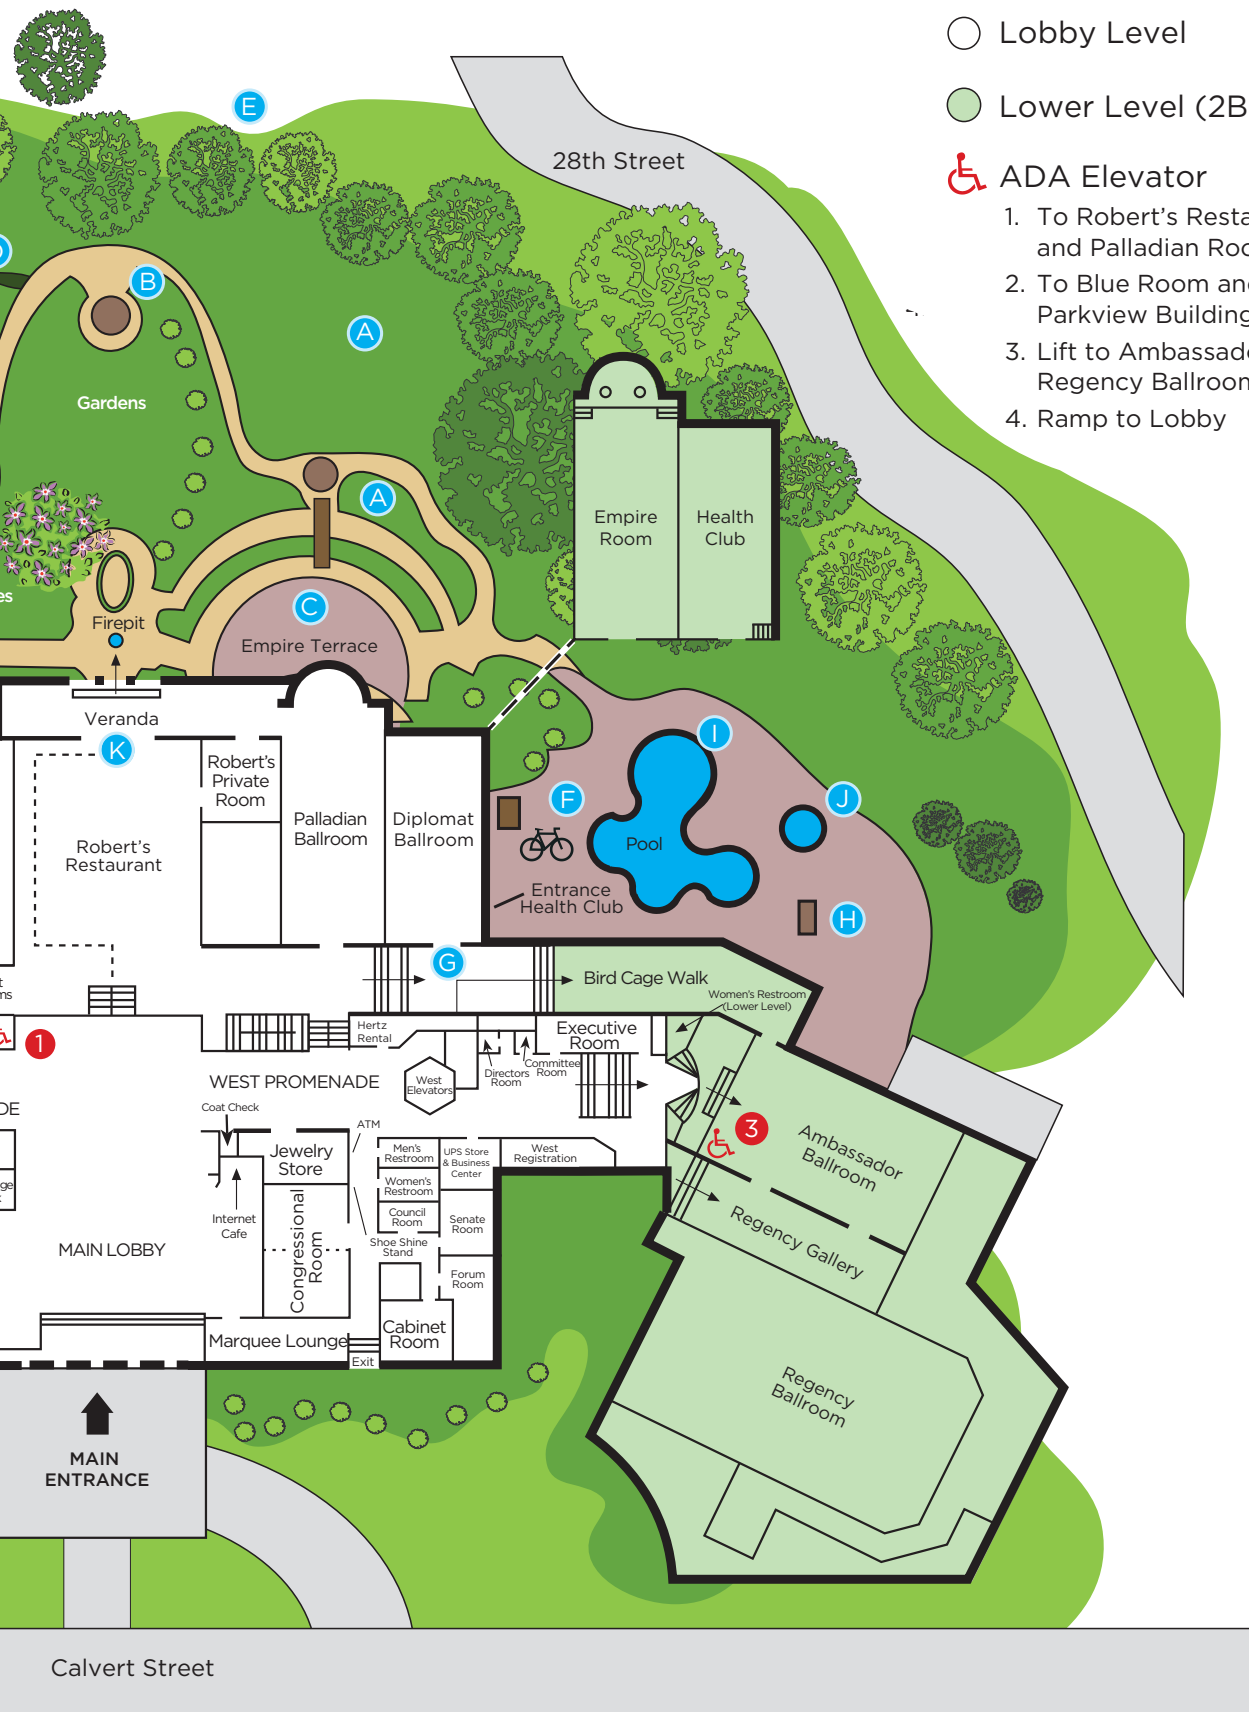 Lobby Level
Lower Level (2B
ADA Elevator
1. To Robert's Resta
and Palladian Roo
2. To Blue Room and
Parkview Building
3. Lift to Ambassado
Regency Ballroom
4. Ramp to Lobby
28th Street
E
B
A
Gardens
A
Empire
Room
Health
Club
es
Firepit
C
Empire Terrace
Veranda
K
Robert's
Private
Room
Robert's
Restaurant
Palladian
Ballroom
Diplomat
Ballroom
I
F
J
Pool
Entrance
Health Club
H
G
Bird Cage Walk
Women's Restroom
(Lower Level)
t
ms
1
Hertz
Rental
Executive
Room
Directors
Room
Committee
Room
WEST PROMENADE
West
Elevators
DE
Coat Check
ATM
3
Ambassador
Ballroom
Jewelry
Store
Men's
Restroom
UPS Store
& Business
Center
West
Registration
Women's
Restroom
ge
Internet
Cafe
Congressional
Room
Council
Room
Senate
Room
Shoe Shine
Stand
Regency Gallery
MAIN LOBBY
Forum
Room
Marquee Lounge
Cabinet
Room
Exit
Regency
Ballroom
MAIN
ENTRANCE
Calvert Street